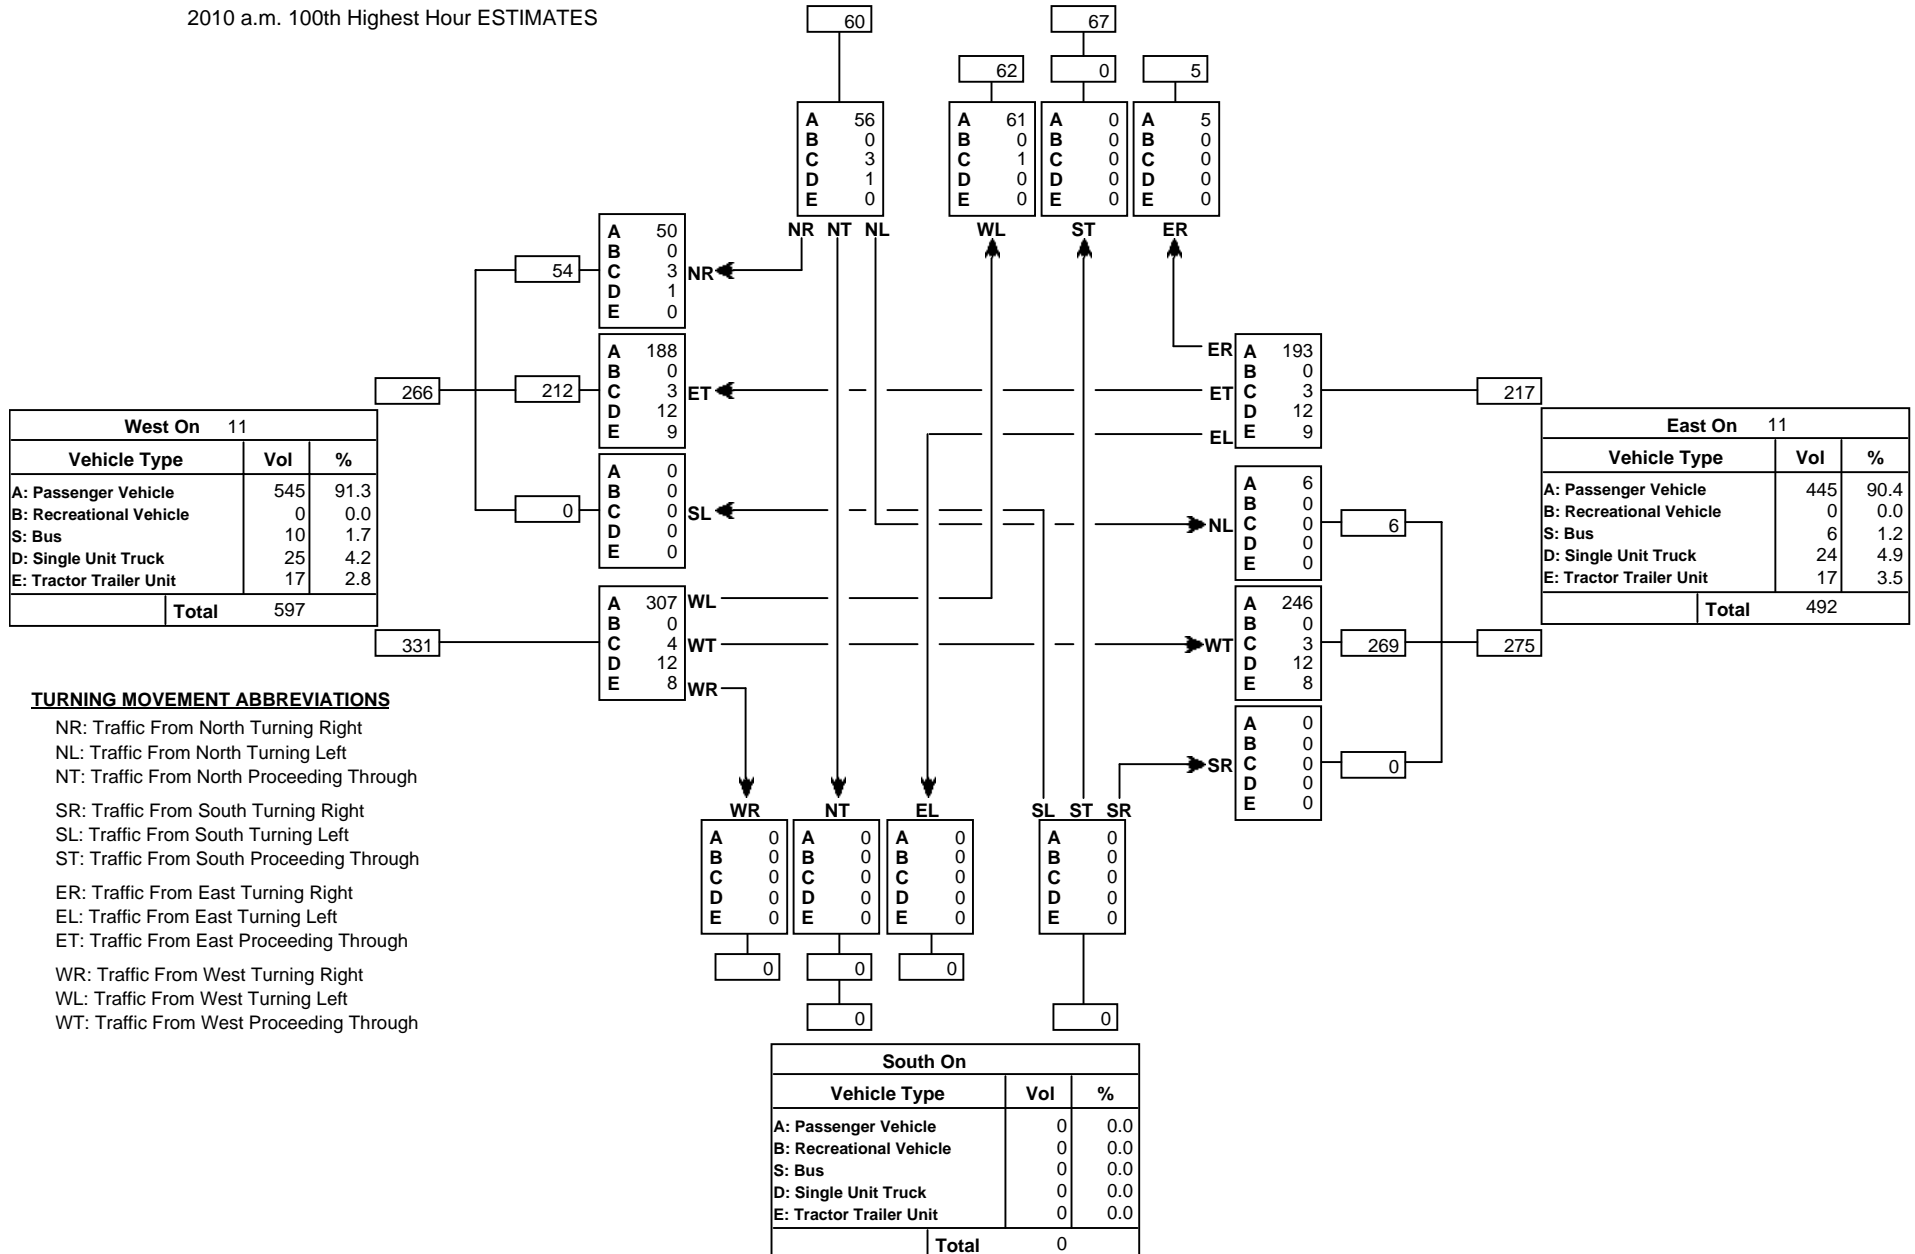 2010 a.m. 100th Highest Hour ESTIMATES
60
67
62
0
5
A 56
B 0
C 3
D 1
E 0
A 61
B 0
C 1
D 0
E 0
A 0
B 0
C 0
D 0
E 0
A 5
B 0
C 0
D 0
E 0
NR NT NL
WL
ST
ER
54
A 50
B 0
C 3
D 1
E 0
NR
266
212
A 188
B 0
C 3
D 12
E 9
ET
0
A 0
B 0
C 0
D 0
E 0
SL
331
A 307
B 0
C 4
D 12
E 8
WL
WT
WR
West On 11
Vehicle Type Vol %
A: Passenger Vehicle 545 91.3
B: Recreational Vehicle 0 0.0
S: Bus 10 1.7
D: Single Unit Truck 25 4.2
E: Tractor Trailer Unit 17 2.8
Total 597
ER
ET
EL
A 193
B 0
C 3
D 12
E 9
217
NL
A 6
B 0
C 0
D 0
E 0
6
WT
A 246
B 0
C 3
D 12
E 8
269
275
SR
A 0
B 0
C 0
D 0
E 0
0
East On 11
Vehicle Type Vol %
A: Passenger Vehicle 445 90.4
B: Recreational Vehicle 0 0.0
S: Bus 6 1.2
D: Single Unit Truck 24 4.9
E: Tractor Trailer Unit 17 3.5
Total 492
TURNING MOVEMENT ABBREVIATIONS
NR: Traffic From North Turning Right
NL: Traffic From North Turning Left
NT: Traffic From North Proceeding Through
SR: Traffic From South Turning Right
SL: Traffic From South Turning Left
ST: Traffic From South Proceeding Through
ER: Traffic From East Turning Right
EL: Traffic From East Turning Left
ET: Traffic From East Proceeding Through
WR: Traffic From West Turning Right
WL: Traffic From West Turning Left
WT: Traffic From West Proceeding Through
WR
NT
EL
SL ST SR
A 0
B 0
C 0
D 0
E 0
A 0
B 0
C 0
D 0
E 0
A 0
B 0
C 0
D 0
E 0
A 0
B 0
C 0
D 0
E 0
0
0
0
0
0
South On
Vehicle Type Vol %
A: Passenger Vehicle 0 0.0
B: Recreational Vehicle 0 0.0
S: Bus 0 0.0
D: Single Unit Truck 0 0.0
E: Tractor Trailer Unit 0 0.0
Total 0